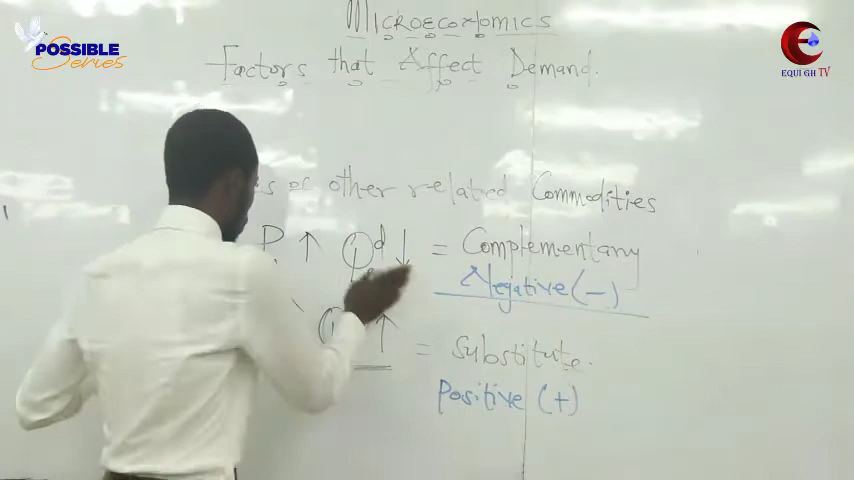 POSSIBLE
Series
EQUI GH TV
MICROECONOMICS
Factors that Affect Demand.
of other related Commodities
P ↑ Qd ↓ = Complementary
Negative (-)
↑ = Substitute.
Positive (+)